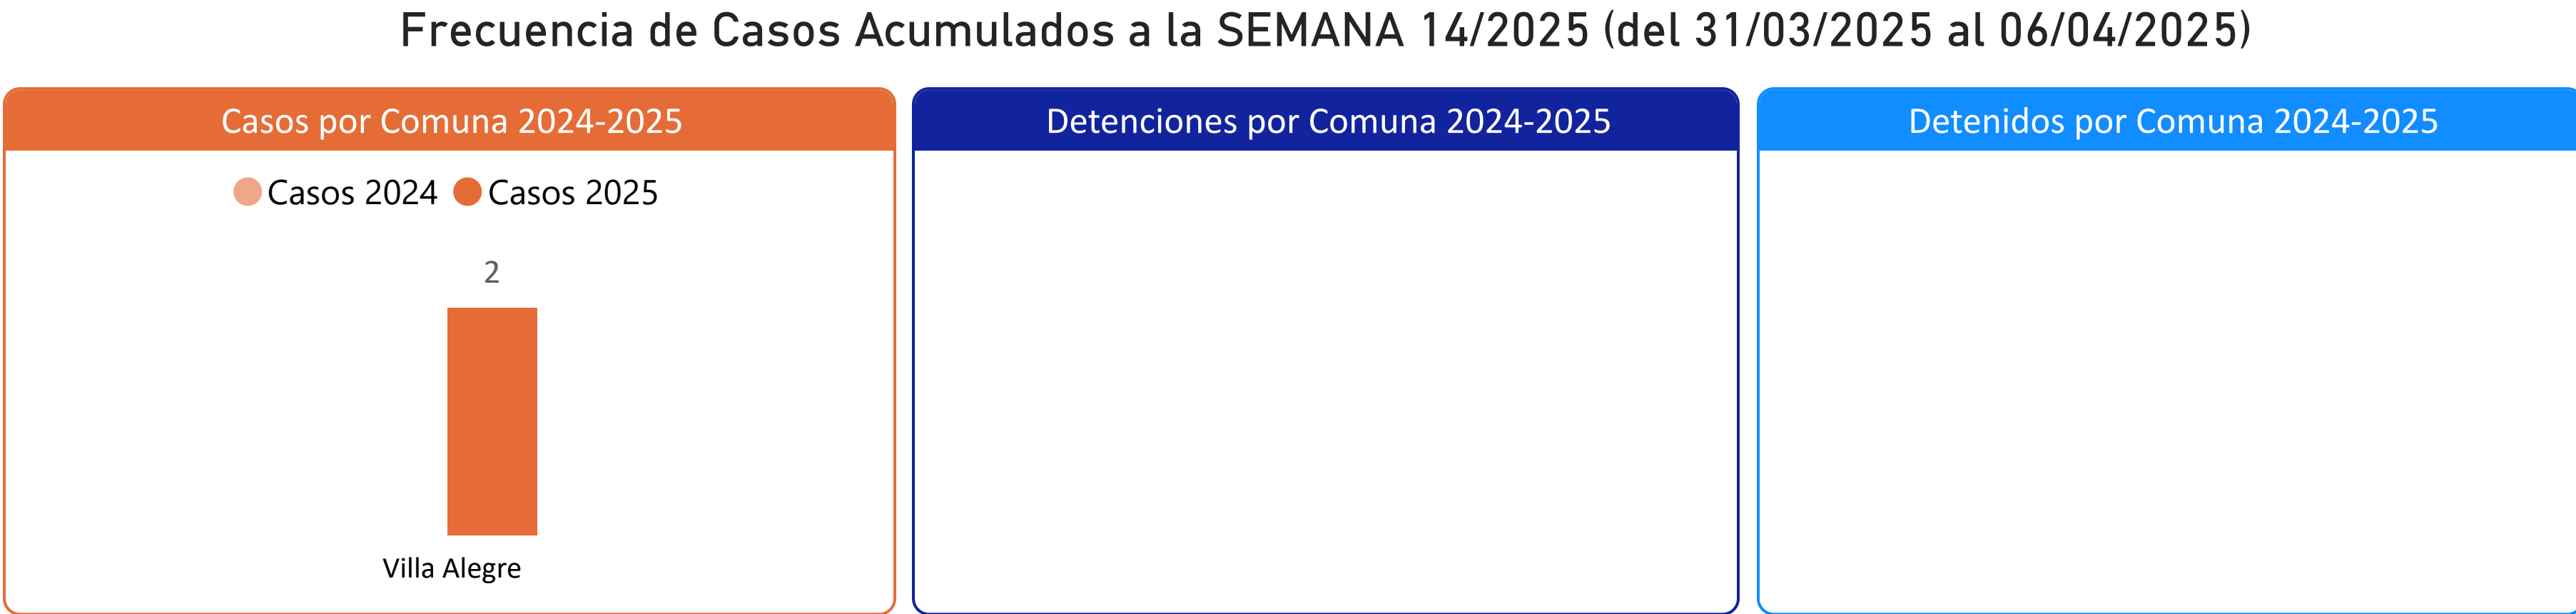 Frecuencia de Casos Acumulados a la SEMANA 14/2025 (del 31/03/2025 al 06/04/2025)
Casos por Comuna 2024-2025
Casos 2024 Casos 2025
2
Villa Alegre
Detenciones por Comuna 2024-2025
Detenidos por Comuna 2024-2025